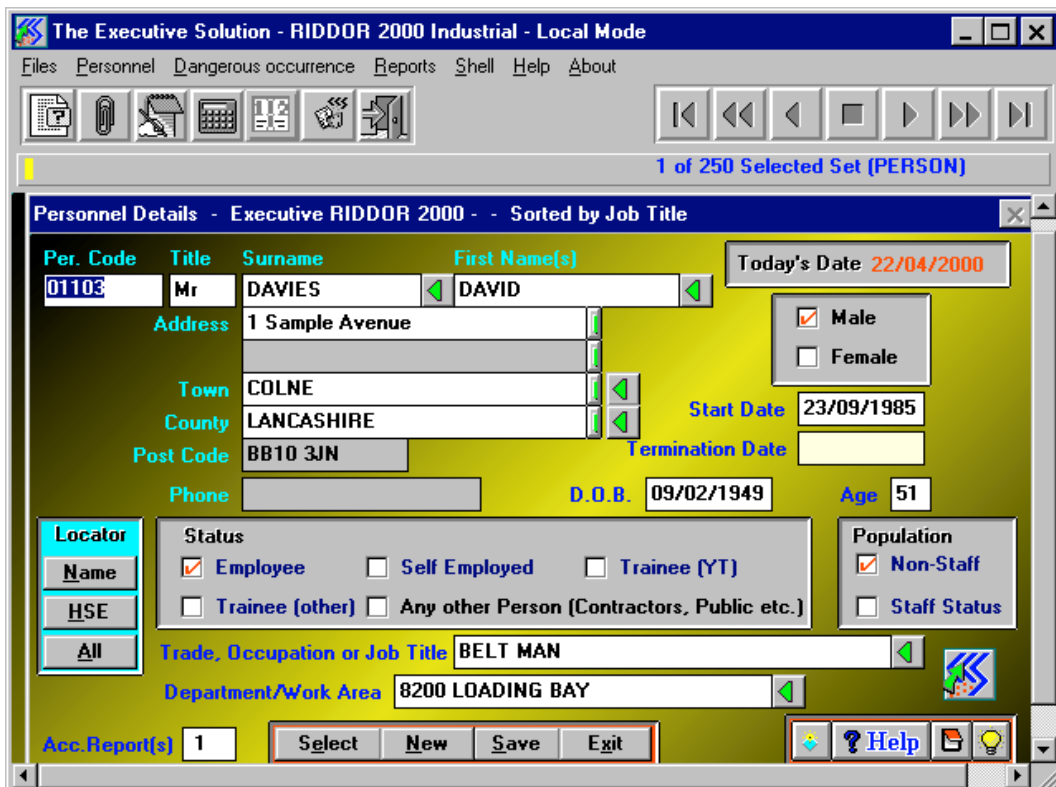 The Executive Solution - RIDDOR 2000 Industrial - Local Mode
Files Personnel Dangerous occurrence Reports Shell Help About
1 of 250 Selected Set (PERSON)
Personnel Details - Executive RIDDOR 2000 - - Sorted by Job Title
Per. Code Title Surname First Name(s)
Today's Date 22/04/2000
01103 Mr DAVIES DAVID
Address 1 Sample Avenue
Male
Female
Town COLNE
County LANCASHIRE
Start Date 23/09/1985
Post Code BB10 3JN
Termination Date
Phone
D.O.B. 09/02/1949 Age 51
Locator
Name
HSE
All
Status
Employee Self Employed Trainee (YT)
Trainee (other) Any other Person (Contractors, Public etc.)
Population
Non-Staff
Staff Status
Trade, Occupation or Job Title BELT MAN
Department/Work Area 8200 LOADING BAY
Acc.Report(s) 1 Select New Save Exit ? Help